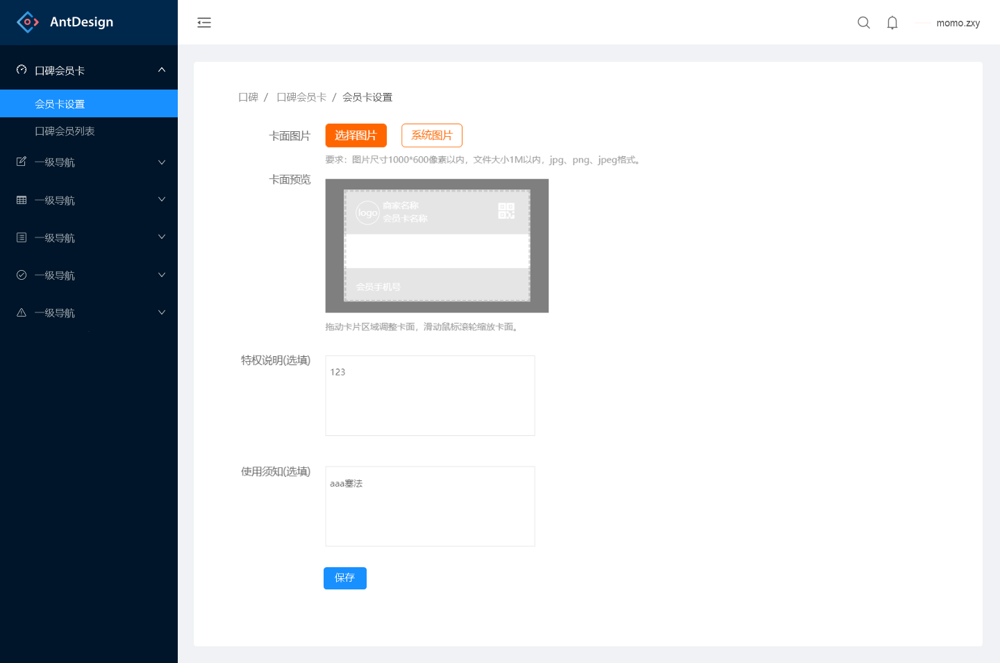 AntDesign
momo.zxy
口碑会员卡
会员卡设置
口碑会员列表
一级导航
一级导航
一级导航
一级导航
一级导航
口碑 / 口碑会员卡 / 会员卡设置
卡面图片 选择图片 系统图片
要求：图片尺寸1000*600像素以内，文件大小1M以内，jpg、png、jpeg格式。
卡面预览
logo 商家名称
会员卡名称
会员手机号
拖动卡片区域调整卡面，滑动鼠标滚轮缩放卡面。
特权说明(选填)
123
使用须知(选填)
aaa塞法
保存